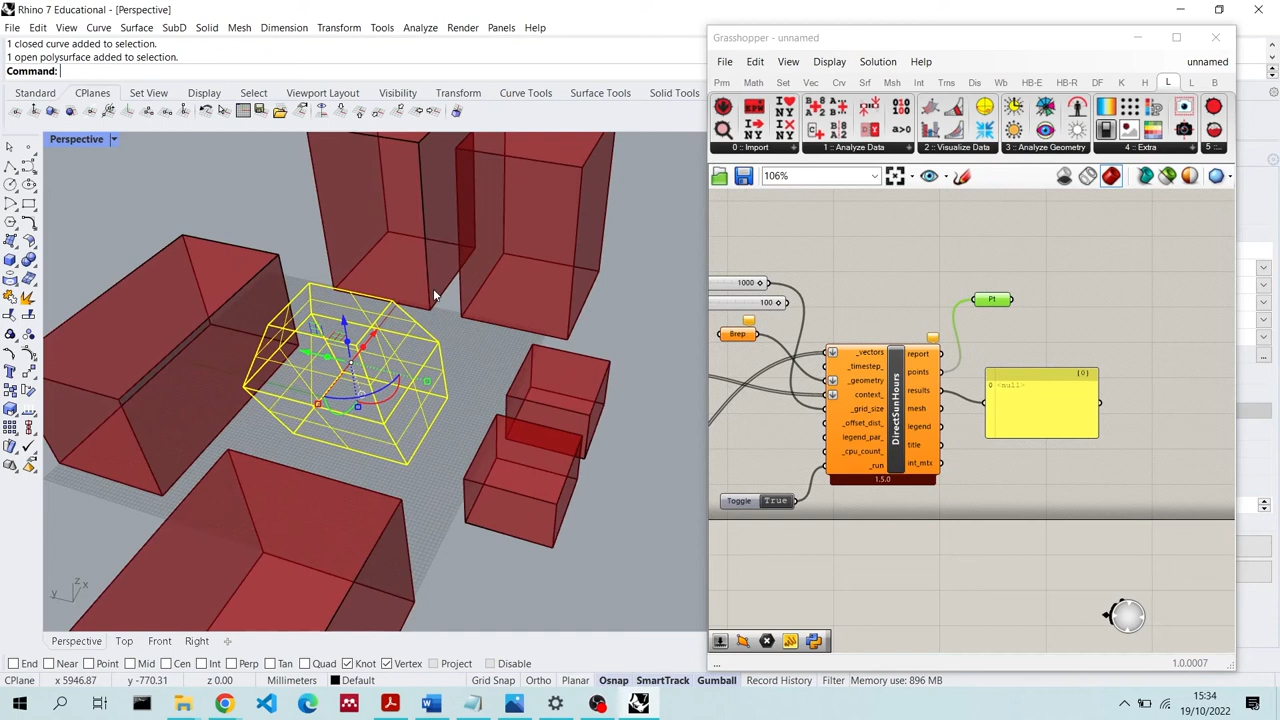 Rhino 7 Educational - [Perspective]
File Edit View Curve Surface SubD Solid Mesh Dimension Transform Tools Analyze Render Panels Help
1 closed curve added to selection.
1 open polysurface added to selection.
Command:
Standard CPlanes Set View Display Select Viewport Layout Visibility Transform Curve Tools Surface Tools Solid Tools
Perspective
z
y x
Perspective Top Front Right
End Near Point Mid Cen Int Perp Tan Quad Knot Vertex Project Disable
CPlane x 5946.87 y -770.31 z 0.00 Millimeters Default Grid Snap Ortho Planar Osnap SmartTrack Gumball Record History Filter Memory use: 896 MB
Grasshopper - unnamed
File Edit View Display Solution Help unnamed
Prm Math Set Vec Crv Srf Msh Int Trns Dis Wb HB-E HB-R DF K H L L B
0 :: Import 1 :: Analyze Data 2 :: Visualize Data 3 :: Analyze Geometry 4 :: Extra 5 ::
106%
1000
100
Brep
Toggle True
_vectors
_timestep_
_geometry
context_
_grid_size
_offset_dist_
legend_par_
_cpu_count_
_run
DirectSunHours
report
points
results
mesh
legend
title
int_mtx
1.5.0
Pt
{0}
0 <null>
...
1.0.0007
15:34
19/10/2022